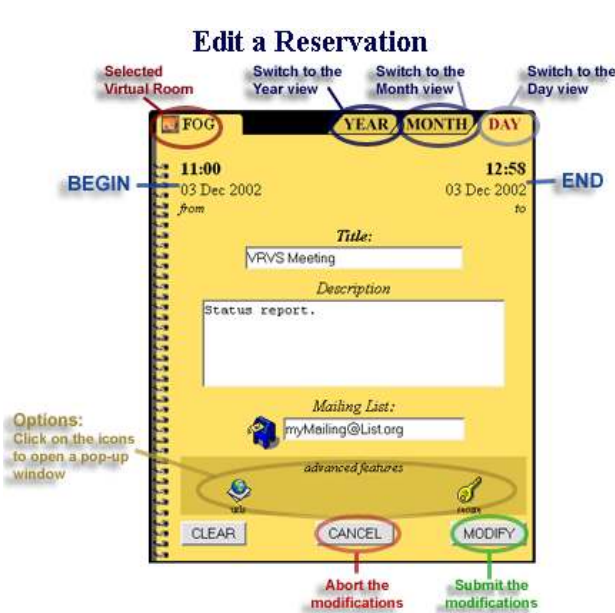 Edit a Reservation
Selected
Virtual Room
Switch to the
Year view
Switch to the
Month view
Switch to the
Day view
FOG
YEAR
MONTH
DAY
BEGIN
11:00
03 Dec 2002
from
12:58
03 Dec 2002
to
END
Title:
VRVS Meeting
Description
Status report.
Mailing List:
myMailing@List.org
Options:
Click on the icons
to open a pop-up
window
advanced features
urls
CLEAR
CANCEL
MODIFY
Abort the
modifications
Submit the
modifications